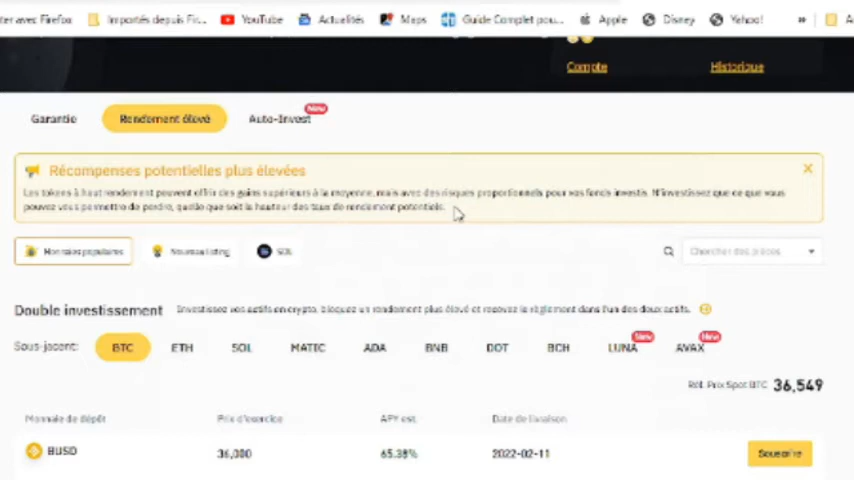 ter avec Firefox Importés depuis Fir... YouTube Actualités Maps Guide Complet pou... Apple Disney Yahoo! »
Compte Historique
Garantie Rendement élevé Auto-Invest New
Récompenses potentielles plus élevées
Les tokens à haut rendement peuvent offrir des gains supérieurs à la moyenne, mais avec des risques proportionnels pour vos fonds investis. N'investissez que ce que vous
pouvez vous permettre de perdre, quelle que soit la hauteur des taux de rendement potentiels.
Monnaies populaires Nouveau listing SOL Chercher des pièces
Double investissement Investissez vos actifs en crypto, bloquez un rendement plus élevé et recevez le règlement dans l'un des deux actifs.
Sous-jacent: BTC ETH SOL MATIC ADA BNB DOT BCH LUNA New AVAX New
Réf. Prix Spot BTC 36,549
Monnaie de dépôt Prix d'exercice APY est. Date de livraison
BUSD 36,000 65.38% 2022-02-11 Souscrire